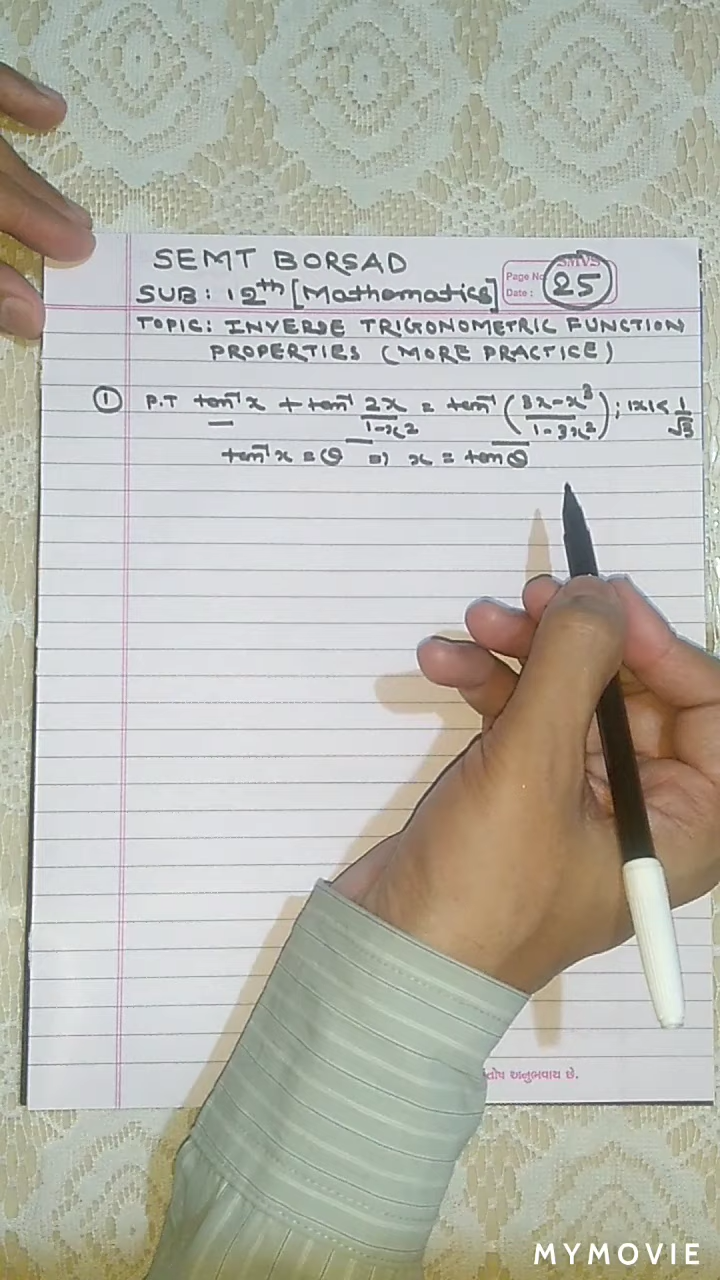 SEMT BORSAD
SMVS
SUB: 12th [Mathematics]
Page No
Date :
25
TOPIC: INVERSE TRIGONOMETRIC FUNCTION
PROPERTIES (MORE PRACTICE)
① P.T tan⁻¹x + tan⁻¹ 2x/1-x² = tan⁻¹ (3x-x³/1-3x²) ; |x| < 1/√3
tan⁻¹x = θ ⇒ x = tanθ
અનુભવાય છે.
MYMOVIE